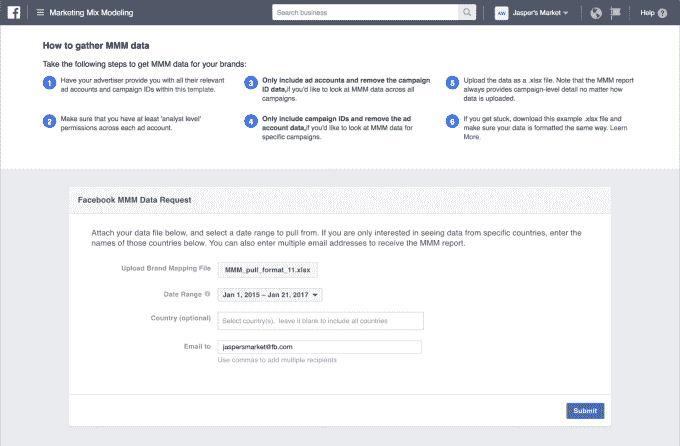 Marketing Mix Modeling
Search business
AW
Jasper's Market
Help
How to gather MMM data
Take the following steps to get MMM data for your brands:
1
Have your advertiser provide you with all their relevant
ad accounts and campaign IDs within this template.
2
Make sure that you have at least 'analyst level'
permissions across each ad account.
3
Only include ad accounts and remove the campaign
ID data,if you'd like to look at MMM data across all
campaigns.
4
Only include campaign IDs and remove the ad
account data,if you'd like to look at MMM data for
specific campaigns.
5
Upload the data as a .xlsx file. Note that the MMM report
always provides campaign-level detail no matter how
data is uploaded.
6
If you get stuck, download this example .xlsx file and
make sure your data is formatted the same way. Learn
More.
Facebook MMM Data Request
Attach your data file below, and select a date range to pull from. If you are only interested in seeing data from specific countries, enter the
names of those countries below. You can also enter multiple email addresses to receive the MMM report.
Upload Brand Mapping File
MMM_pull_format_11.xlsx
Date Range
Jan 1, 2015 – Jan 21, 2017
Country (optional)
Select country(s), leave it blank to include all countries
Email to
jaspersmarket@fb.com
Use commas to add multiple recipients
Submit